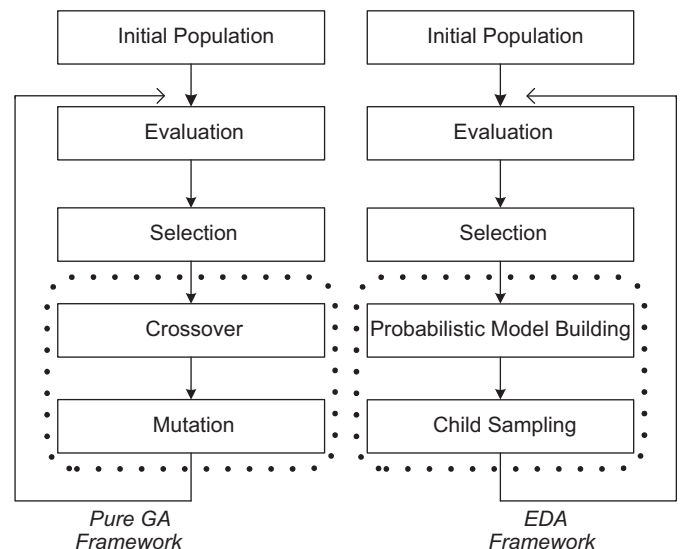 Initial Population
Evaluation
Selection
Crossover
Mutation
Pure GA
Framework
Initial Population
Evaluation
Selection
Probabilistic Model Building
Child Sampling
EDA
Framework